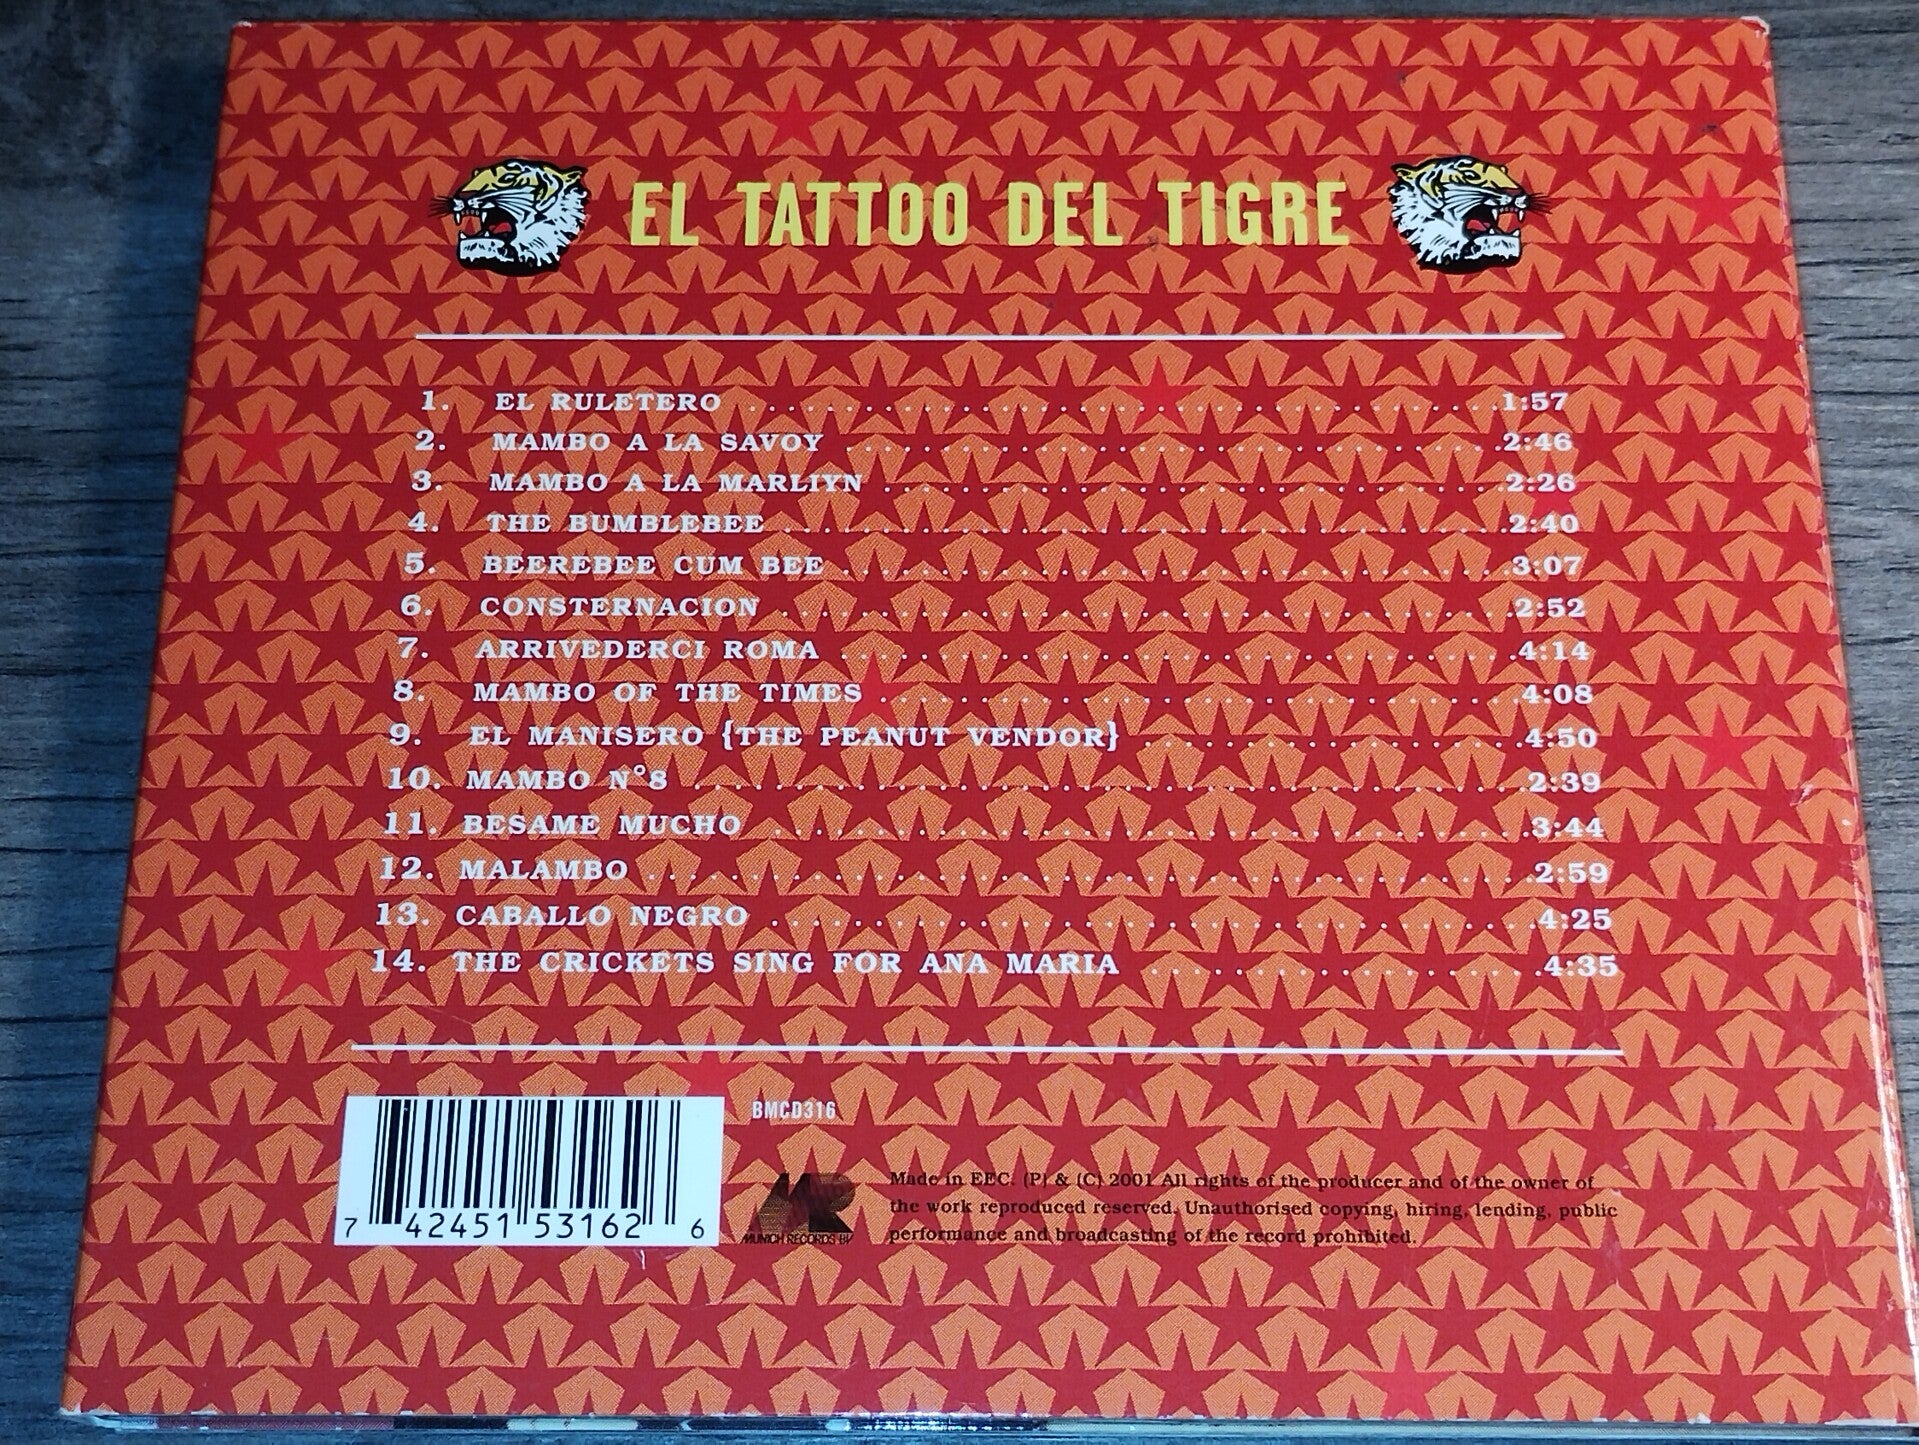 EL TATTOO DEL TIGRE
1. EL RULETERO 1:57
2. MAMBO A LA SAVOY 2:46
3. MAMBO A LA MARLIYN 2:26
4. THE BUMBLEBEE 2:40
5. BEEREBEE CUM BEE 3:07
6. CONSTERNACION 2:52
7. ARRIVEDERCI ROMA 4:14
8. MAMBO OF THE TIMES 4:08
9. EL MANISERO {THE PEANUT VENDOR} 4:50
10. MAMBO N°8 2:39
11. BESAME MUCHO 3:44
12. MALAMBO 2:59
13. CABALLO NEGRO 4:25
14. THE CRICKETS SING FOR ANA MARIA 4:35
BMCD316
7 42451 53162 6
MR
MUNICH RECORDS BV
Made in EEC. (P) & (C) 2001 All rights of the producer and of the owner of
the work reproduced reserved. Unauthorised copying, hiring, lending, public
performance and broadcasting of the record prohibited.